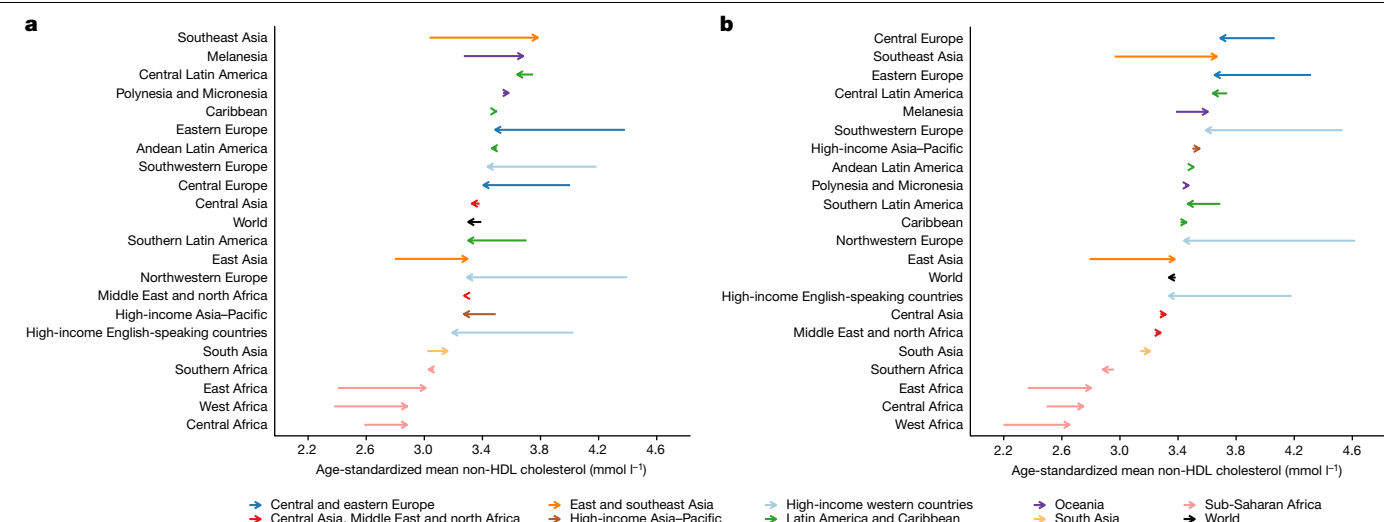 a
Southeast Asia
Melanesia
Central Latin America
Polynesia and Micronesia
Caribbean
Eastern Europe
Andean Latin America
Southwestern Europe
Central Europe
Central Asia
World
Southern Latin America
East Asia
Northwestern Europe
Middle East and north Africa
High-income Asia–Pacific
High-income English-speaking countries
South Asia
Southern Africa
East Africa
West Africa
Central Africa
2.2 2.6 3.0 3.4 3.8 4.2 4.6
Age-standardized mean non-HDL cholesterol (mmol l⁻¹)
b
Central Europe
Southeast Asia
Eastern Europe
Central Latin America
Melanesia
Southwestern Europe
High-income Asia–Pacific
Andean Latin America
Polynesia and Micronesia
Southern Latin America
Caribbean
Northwestern Europe
East Asia
World
High-income English-speaking countries
Central Asia
Middle East and north Africa
South Asia
Southern Africa
East Africa
Central Africa
West Africa
2.2 2.6 3.0 3.4 3.8 4.2 4.6
Age-standardized mean non-HDL cholesterol (mmol l⁻¹)
Central and eastern Europe East and southeast Asia High-income western countries Oceania Sub-Saharan Africa
Central Asia, Middle East and north Africa High-income Asia–Pacific Latin America and Caribbean South Asia World